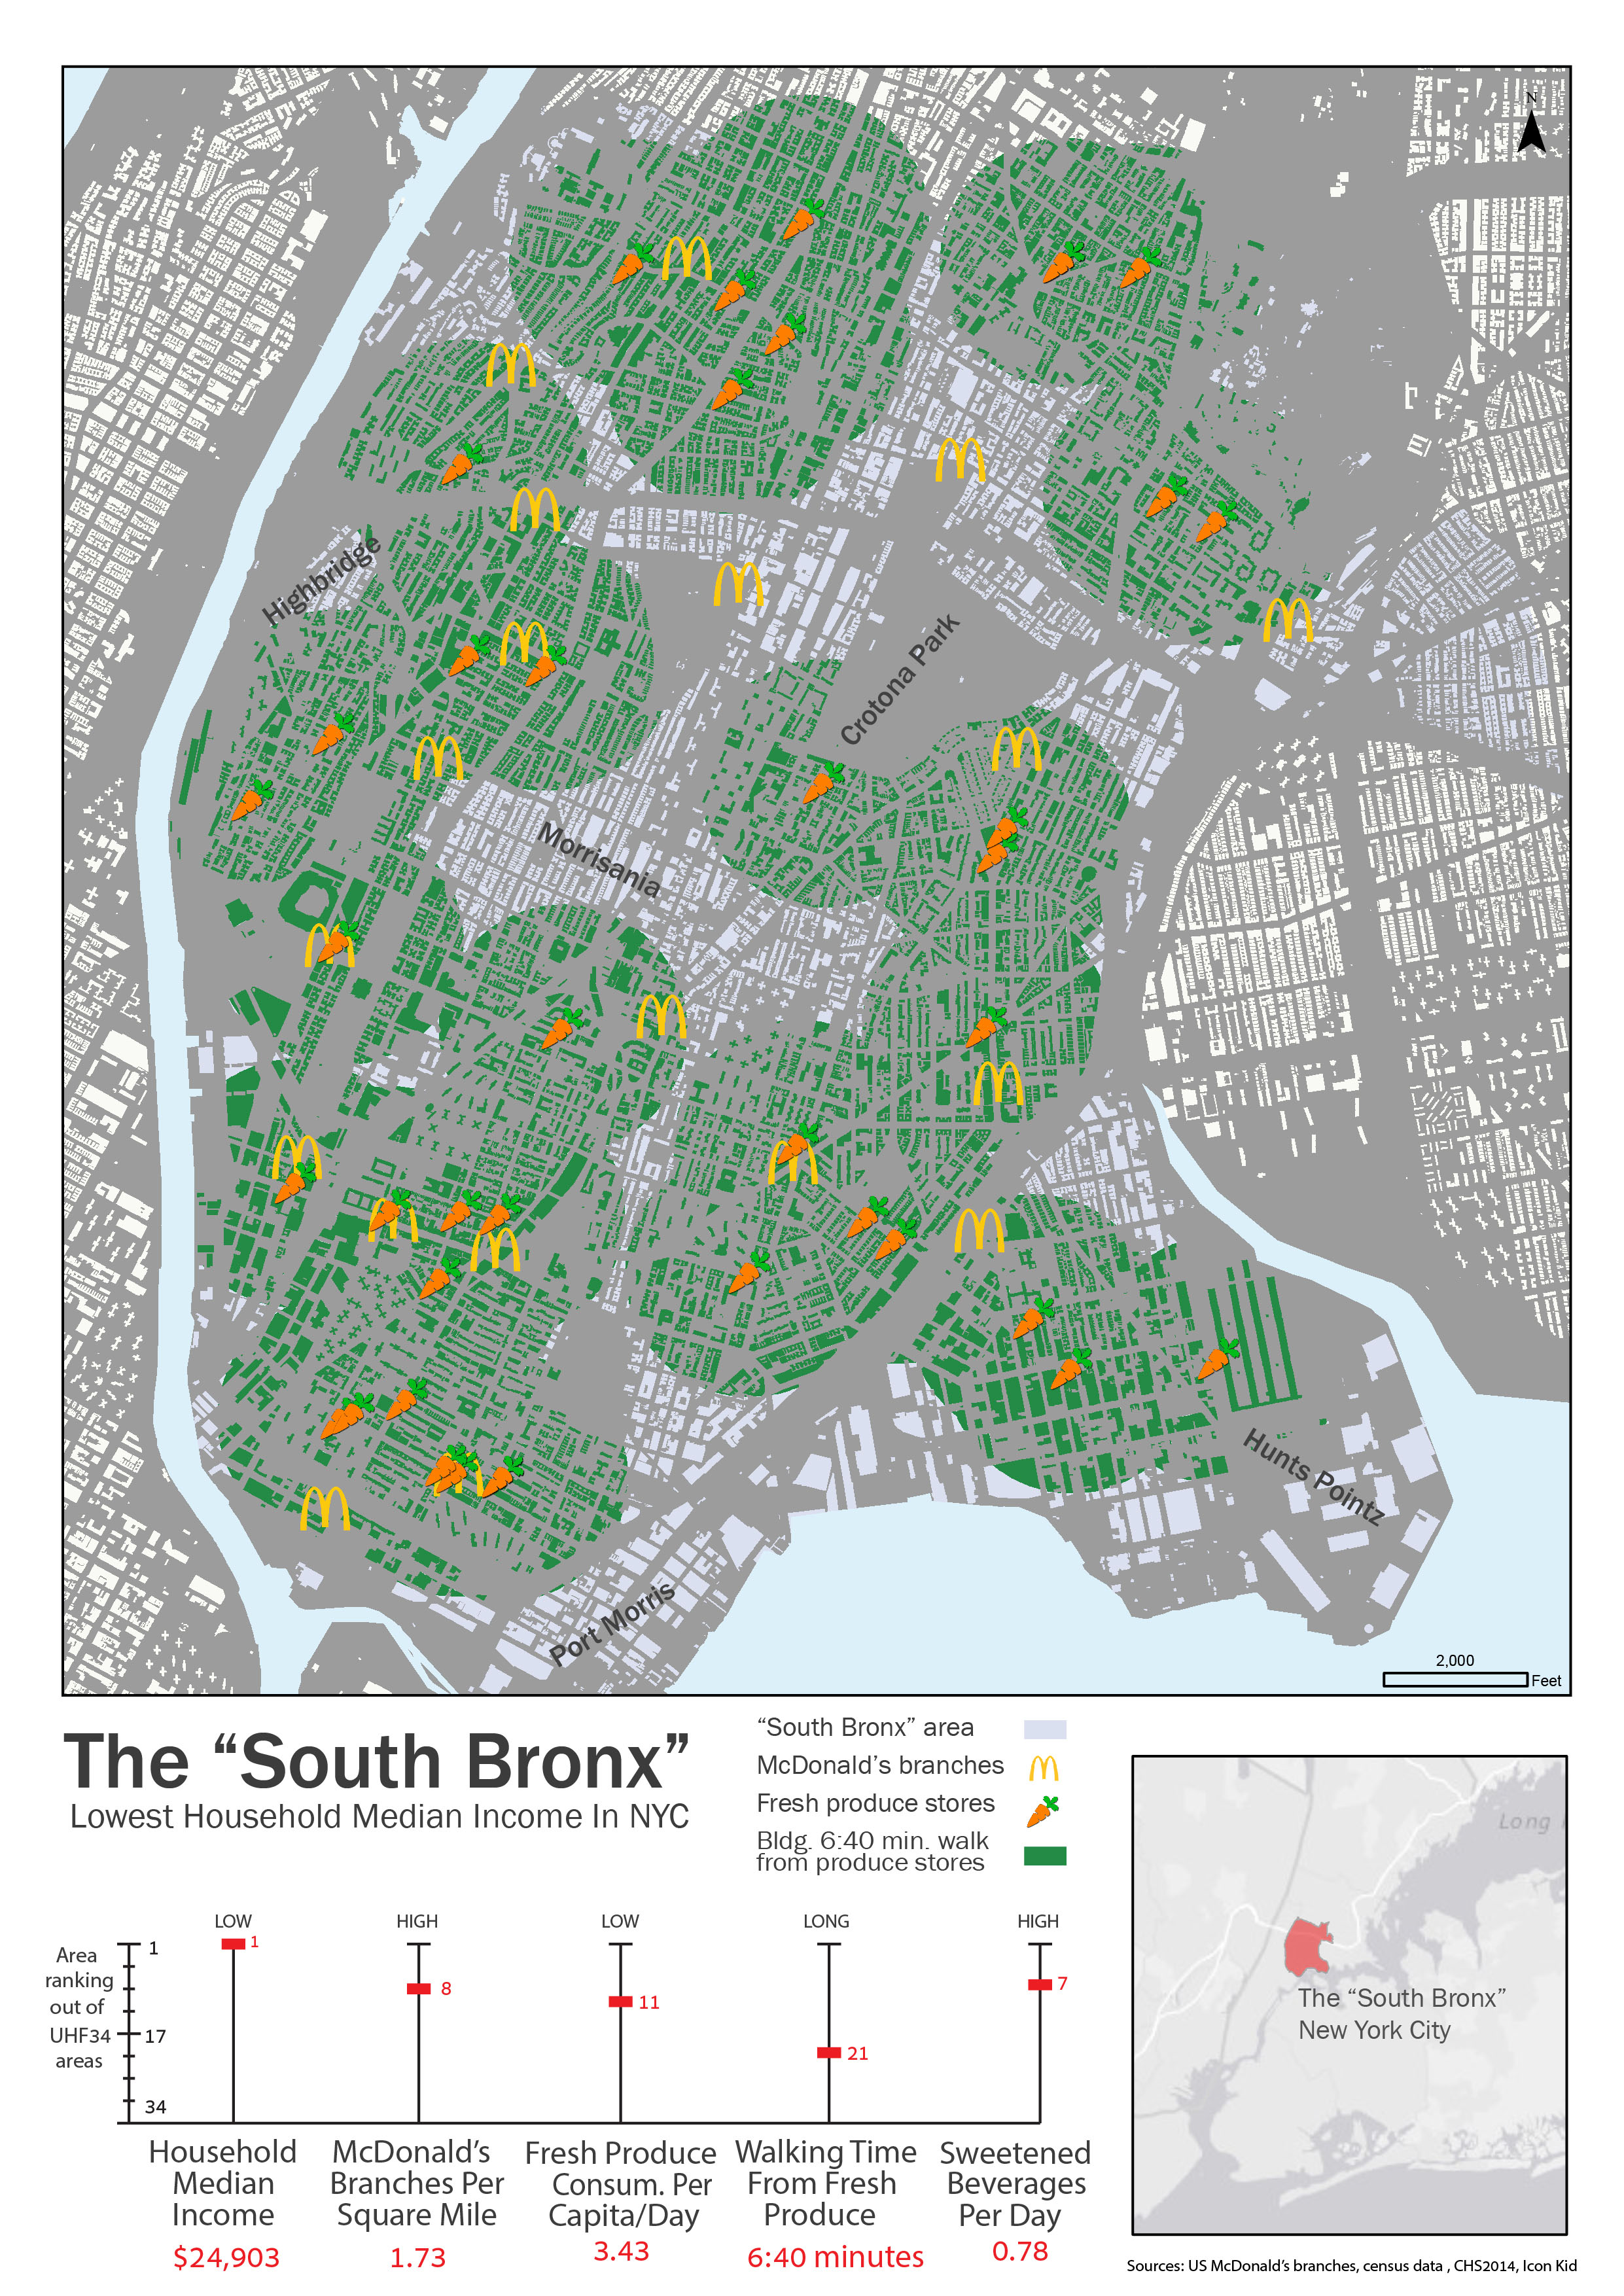 N
Highbridge
Crotona Park
Morrisania
Hunts Pointz
Port Morris
2,000
Feet
The “South Bronx”
Lowest Household Median Income In NYC
“South Bronx” area
McDonald’s branches
Fresh produce stores
Bldg. 6:40 min. walk
from produce stores
Area
ranking
out of
UHF34
areas
1
17
34
LOW
1
HIGH
8
LOW
11
LONG
21
HIGH
7
Household
Median
Income
$24,903
McDonald’s
Branches Per
Square Mile
1.73
Fresh Produce
Consum. Per
Capita/Day
3.43
Walking Time
From Fresh
Produce
6:40 minutes
Sweetened
Beverages
Per Day
0.78
Long
The “South Bronx”
New York City
Sources: US McDonald’s branches, census data , CHS2014, Icon Kid